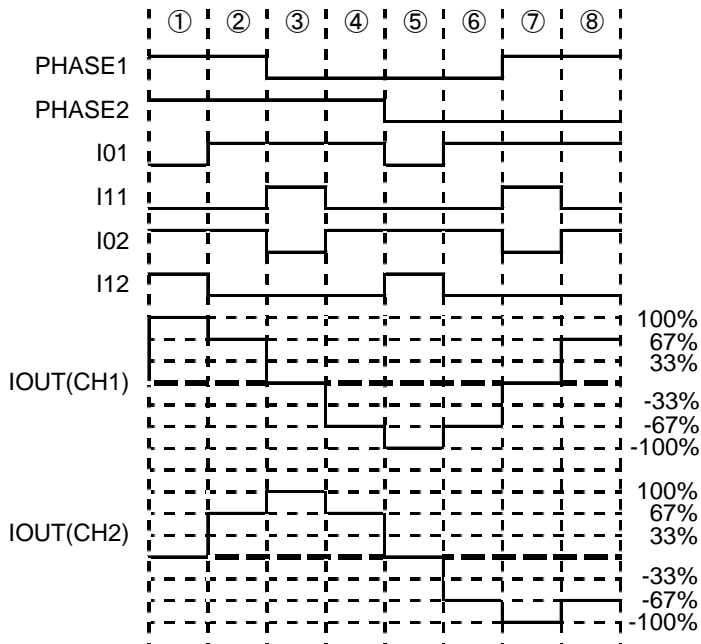 ① ② ③ ④ ⑤ ⑥ ⑦ ⑧
PHASE1
PHASE2
I01
I11
I02
I12
100%
67%
33%
IOUT(CH1)
-33%
-67%
-100%
100%
67%
IOUT(CH2)
33%
-33%
-67%
-100%